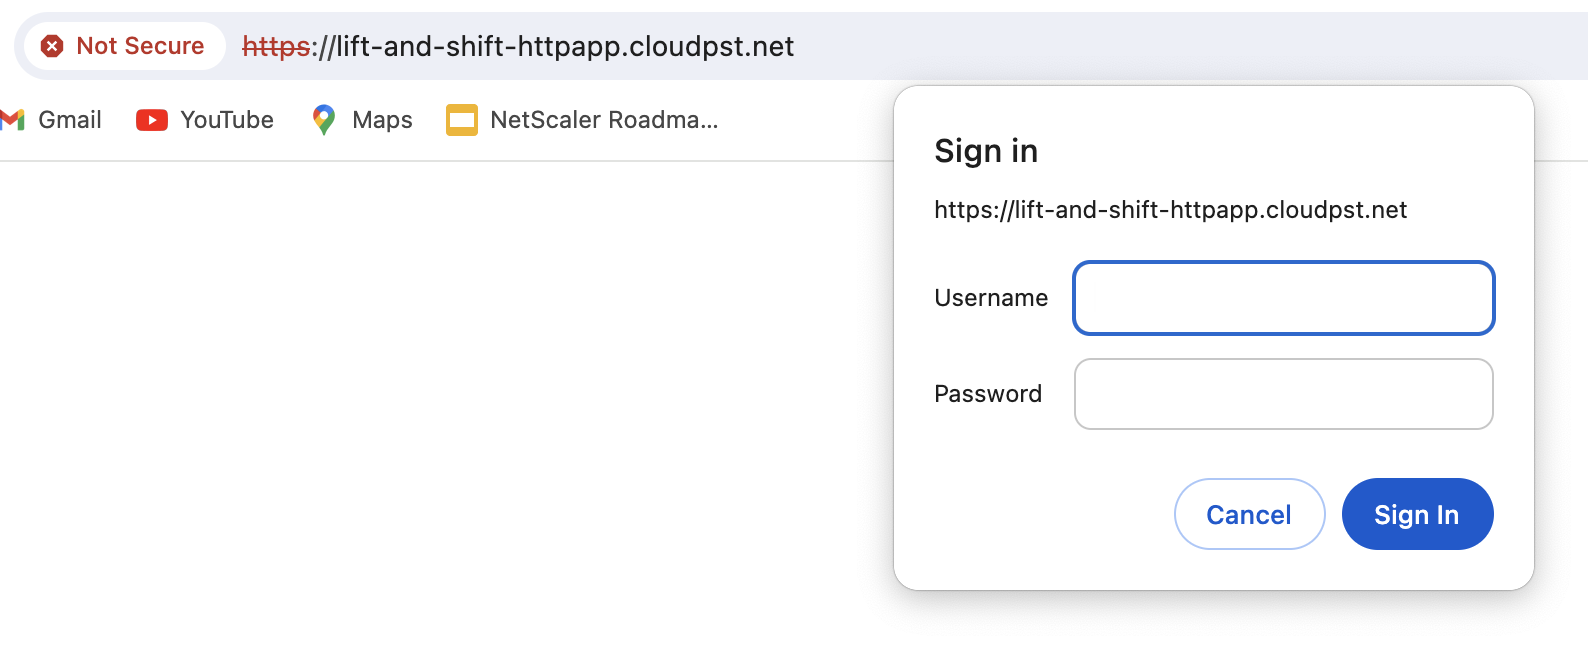 Not Secure https://lift-and-shift-httpapp.cloudpst.net
Gmail YouTube Maps NetScaler Roadma...
Sign in
https://lift-and-shift-httpapp.cloudpst.net
Username
Password
Cancel Sign In